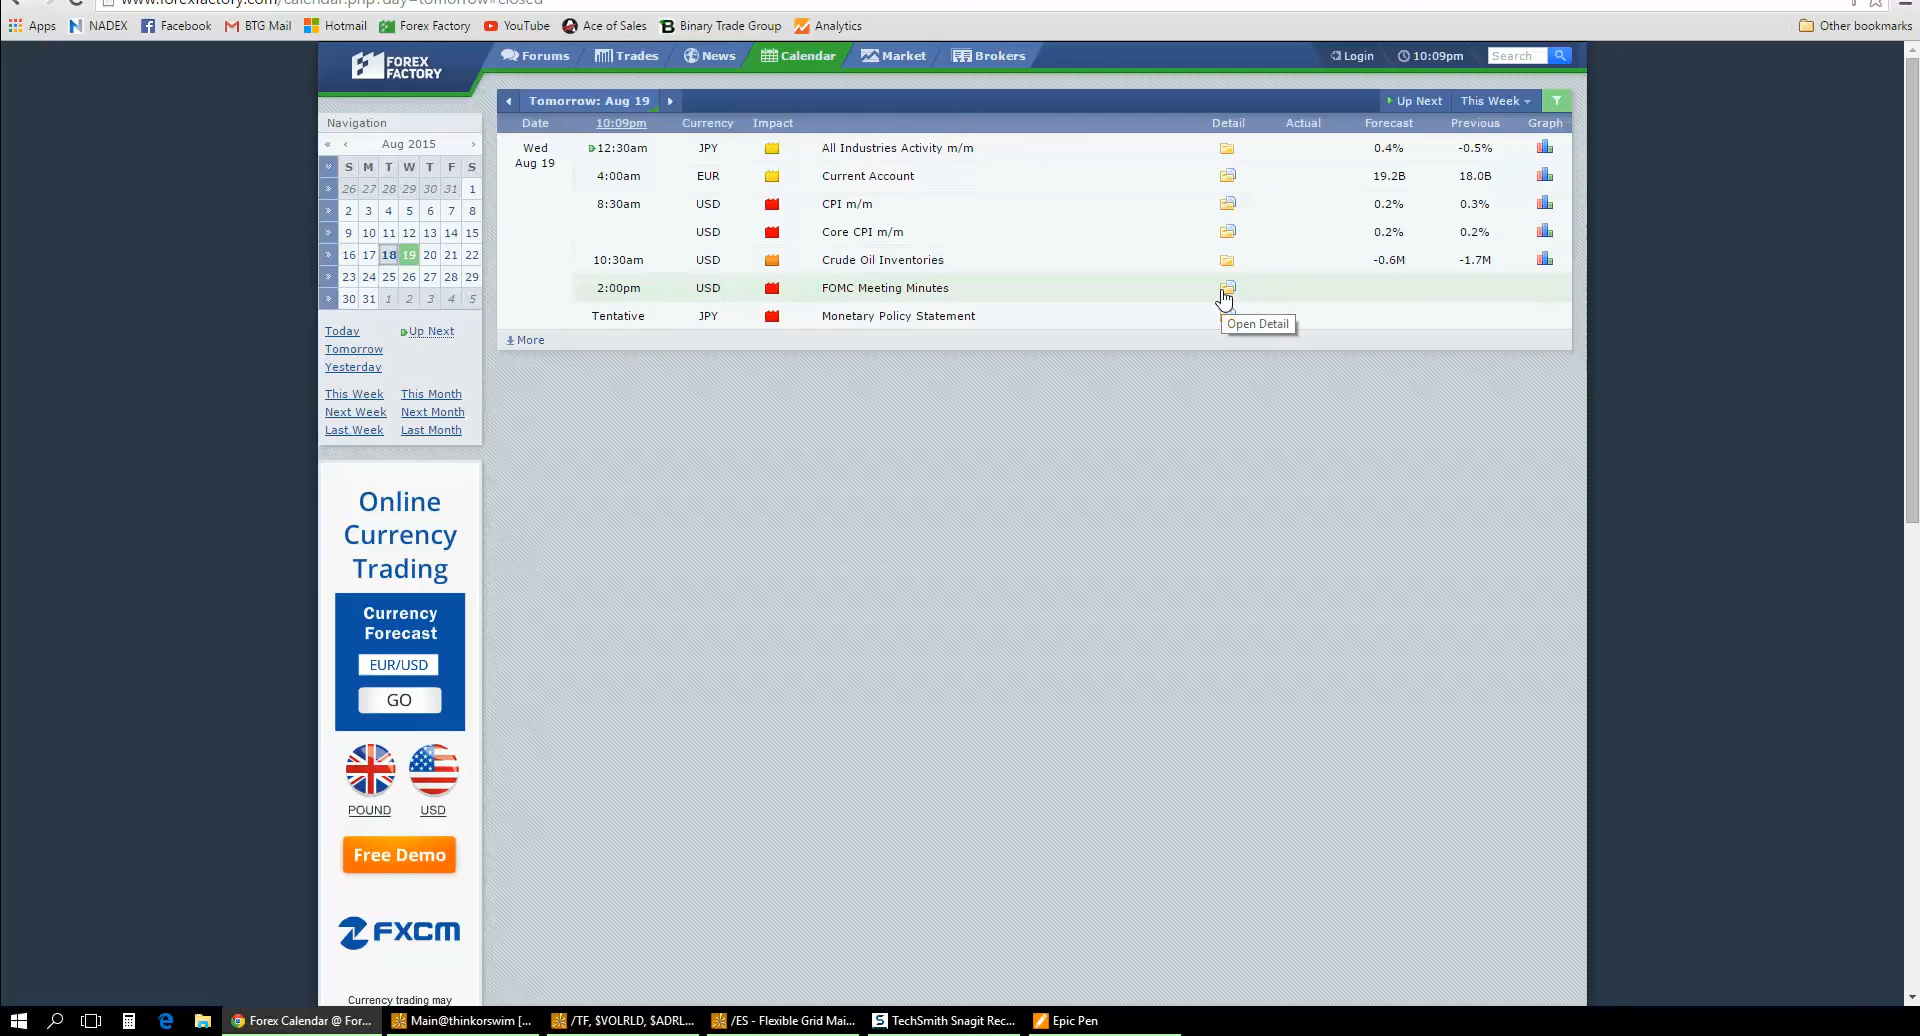 www.forexfactory.com/calendar.php?day=tomorrow#closed
Apps NADEX Facebook BTG Mail Hotmail Forex Factory YouTube Ace of Sales Binary Trade Group Analytics Other bookmarks
FOREX FACTORY
Forums Trades News Calendar Market Brokers Login 10:09pm Search
Tomorrow: Aug 19 Up Next This Week
Date 10:09pm Currency Impact Detail Actual Forecast Previous Graph
Wed Aug 19
12:30am JPY All Industries Activity m/m 0.4% -0.5%
4:00am EUR Current Account 19.2B 18.0B
8:30am USD CPI m/m 0.2% 0.3%
USD Core CPI m/m 0.2% 0.2%
10:30am USD Crude Oil Inventories -0.6M -1.7M
2:00pm USD FOMC Meeting Minutes
Tentative JPY Monetary Policy Statement
Open Detail
More
Navigation
« ‹ Aug 2015 ›
S M T W T F S
» 26 27 28 29 30 31 1
» 2 3 4 5 6 7 8
» 9 10 11 12 13 14 15
» 16 17 18 19 20 21 22
» 23 24 25 26 27 28 29
» 30 31 1 2 3 4 5
Today Up Next
Tomorrow
Yesterday
This Week This Month
Next Week Next Month
Last Week Last Month
Online
Currency
Trading
Currency
Forecast
EUR/USD
GO
POUND USD
Free Demo
FXCM
Currency trading may
Forex Calendar @ For... Main@thinkorswim [... /TF, $VOLRLD, $ADRL... /ES - Flexible Grid Mai... TechSmith Snagit Rec... Epic Pen